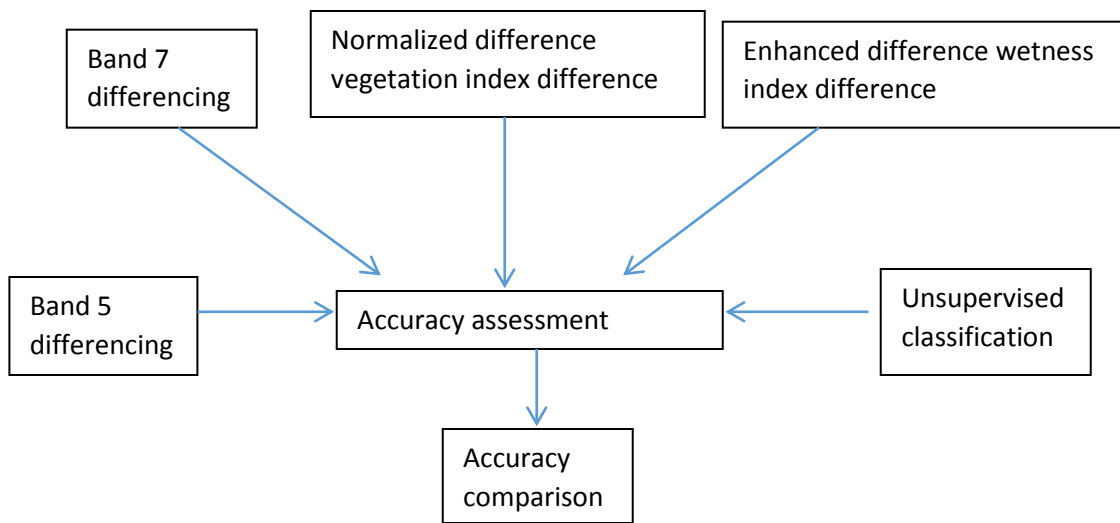 Band 7
differencing
Normalized difference
vegetation index difference
Enhanced difference wetness
index difference
Band 5
differencing
Accuracy assessment
Unsupervised
classification
Accuracy
comparison